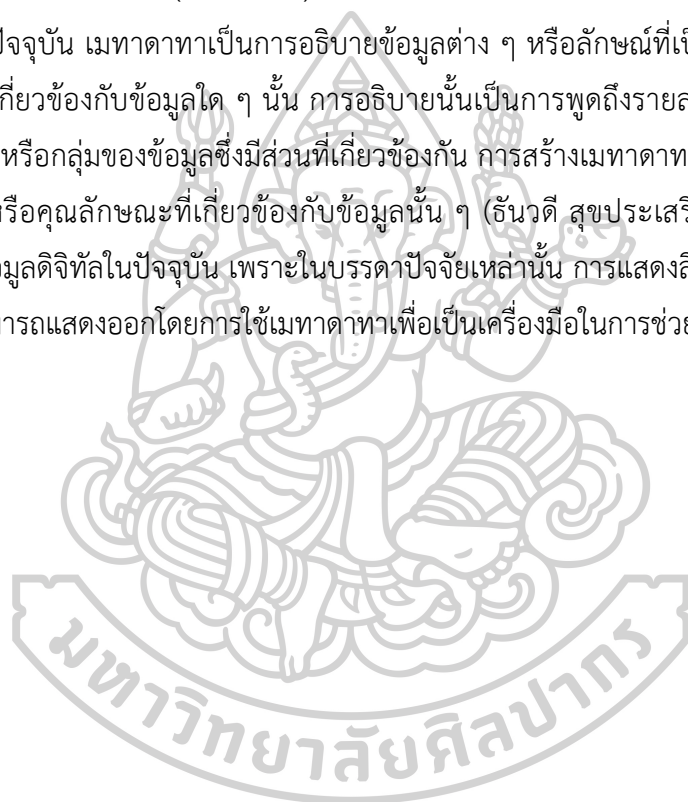 ปัจจุบัน เมทาดาทาเป็นการอธิบายข้อมูลต่าง ๆ หรือลักษณ์ที่เป็
กี่ยวข้องกับข้อมูลใด ๆ นั้น การอธิบายนั้นเป็นการพูดถึงรายล
หรือกลุ่มของข้อมูลซึ่งมีส่วนที่เกี่ยวข้องกัน การสร้างเมทาดาท
หรือคุณลักษณะที่เกี่ยวข้องกับข้อมูลนั้น ๆ (ธันวดี สุขประเสริ
อมูลดิจิทัลในปัจจุบัน เพราะในบรรดาปัจจัยเหล่านั้น การแสดงสิ
ารถแสดงออกโดยการใช้เมทาดาทาเพื่อเป็นเครื่องมือในการช่วย
มหาวิทยาลัยศิลปากร